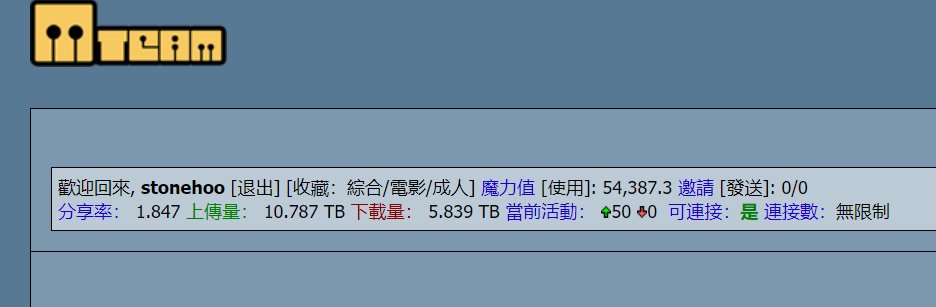 mTEAM
歡迎回來, stonehoo [退出] [收藏：綜合/電影/成人] 魔力值 [使用]: 54,387.3 邀請 [發送]: 0/0
分享率： 1.847 上傳量： 10.787 TB 下載量： 5.839 TB 當前活動： 50 0 可連接：是 連接數：無限制